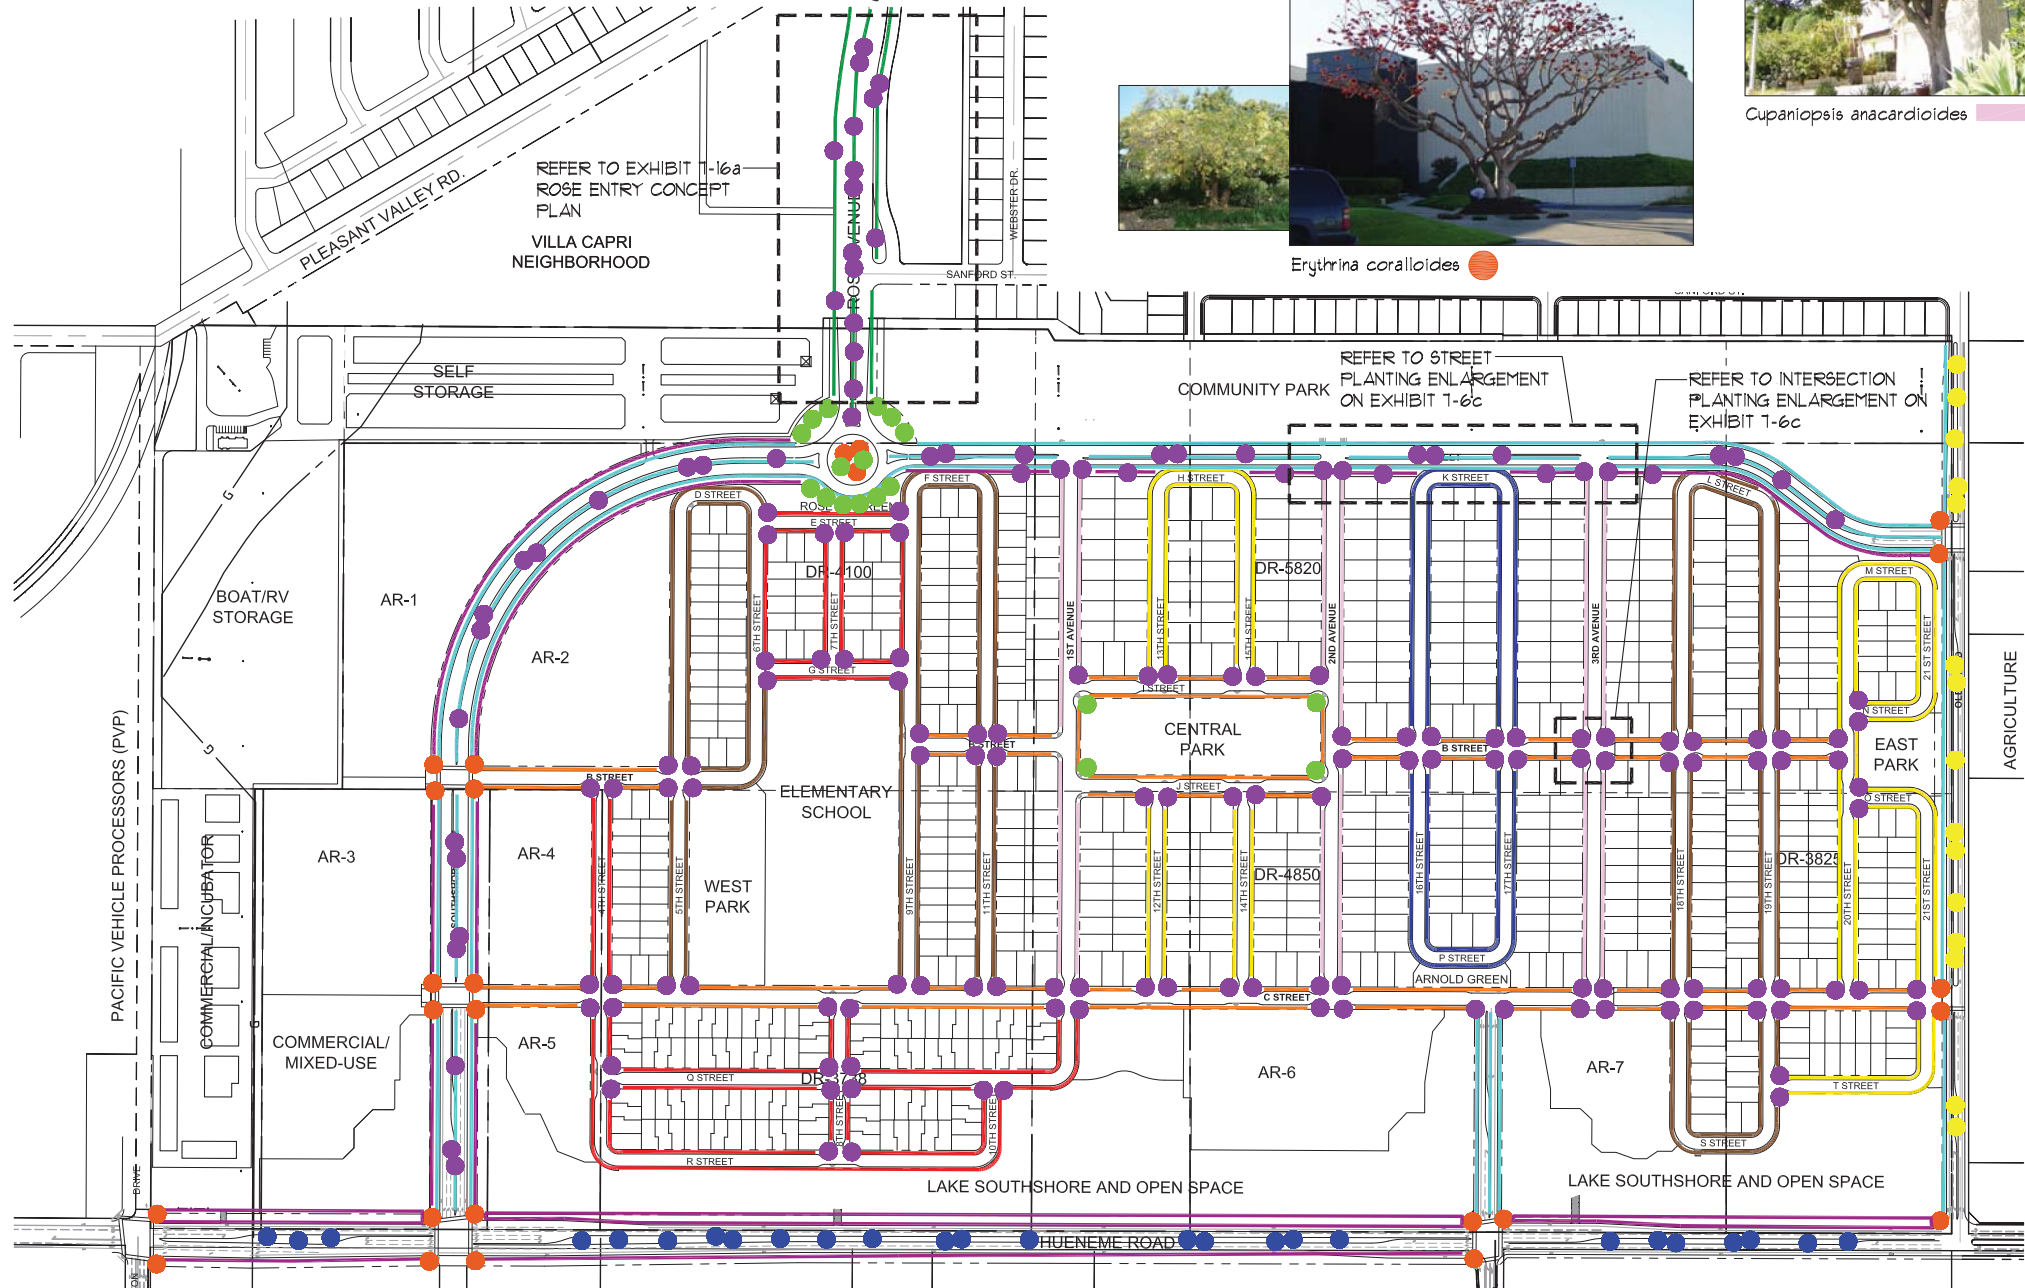 Cupaniopsis anacardioides
Erythrina coralloides
REFER TO EXHIBIT 7-16a
ROSE ENTRY CONCEPT
PLAN
VILLA CAPRI
NEIGHBORHOOD
PLEASANT VALLEY RD.
WEBSTER DR.
SANFORD ST.
SELF
STORAGE
COMMUNITY PARK
REFER TO STREET
PLANTING ENLARGEMENT
ON EXHIBIT 7-6c
REFER TO INTERSECTION
PLANTING ENLARGEMENT ON
EXHIBIT 7-6c
D STREET
E STREET
F STREET
H STREET
K STREET
L STREET
M STREET
BOAT/RV
STORAGE
AR-1
AR-2
DR-4100
DR-5820
6TH STREET
7TH STREET
1ST AVENUE
13TH STREET
15TH STREET
2ND AVENUE
3RD AVENUE
21 ST STREET
G STREET
I STREET
N STREET
G
G
G
CENTRAL
PARK
B STREET
B STREET
EAST
PARK
AGRICULTURE
ELEMENTARY
SCHOOL
J STREET
O STREET
PACIFIC VEHICLE PROCESSORS (PVP)
COMMERCIAL/INCUBATOR
AR-3
AR-4
WEST
PARK
4TH STREET
5TH STREET
9TH STREET
11TH STREET
12TH STREET
14TH STREET
DR-4850
16TH STREET
17TH STREET
18TH STREET
19TH STREET
DR-3825
20TH STREET
21ST STREET
P STREET
ARNOLD GREEN
C STREET
COMMERCIAL/
MIXED-USE
AR-5
Q STREET
8TH STREET
10TH STREET
R STREET
AR-6
AR-7
T STREET
S STREET
LAKE SOUTHSHORE AND OPEN SPACE
LAKE SOUTHSHORE AND OPEN SPACE
DRIVE
HUENEME ROAD